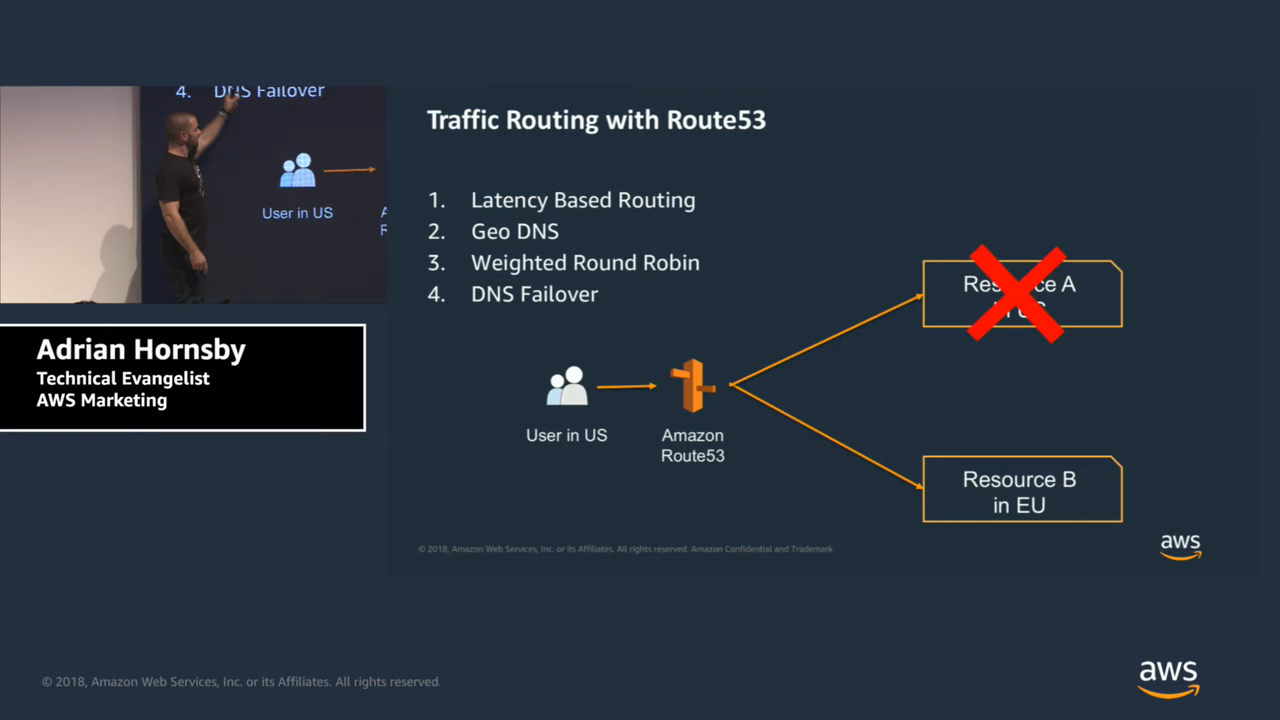 4. DNS Failover
User in US
Adrian Hornsby
Technical Evangelist
AWS Marketing
Traffic Routing with Route53
1. Latency Based Routing
2. Geo DNS
3. Weighted Round Robin
4. DNS Failover
User in US
Amazon
Route53
Resource A
Resource B
in EU
© 2018, Amazon Web Services, Inc. or its Affiliates. All rights reserved. Amazon Confidential and Trademark
aws
© 2018, Amazon Web Services, Inc. or its Affiliates. All rights reserved.
aws